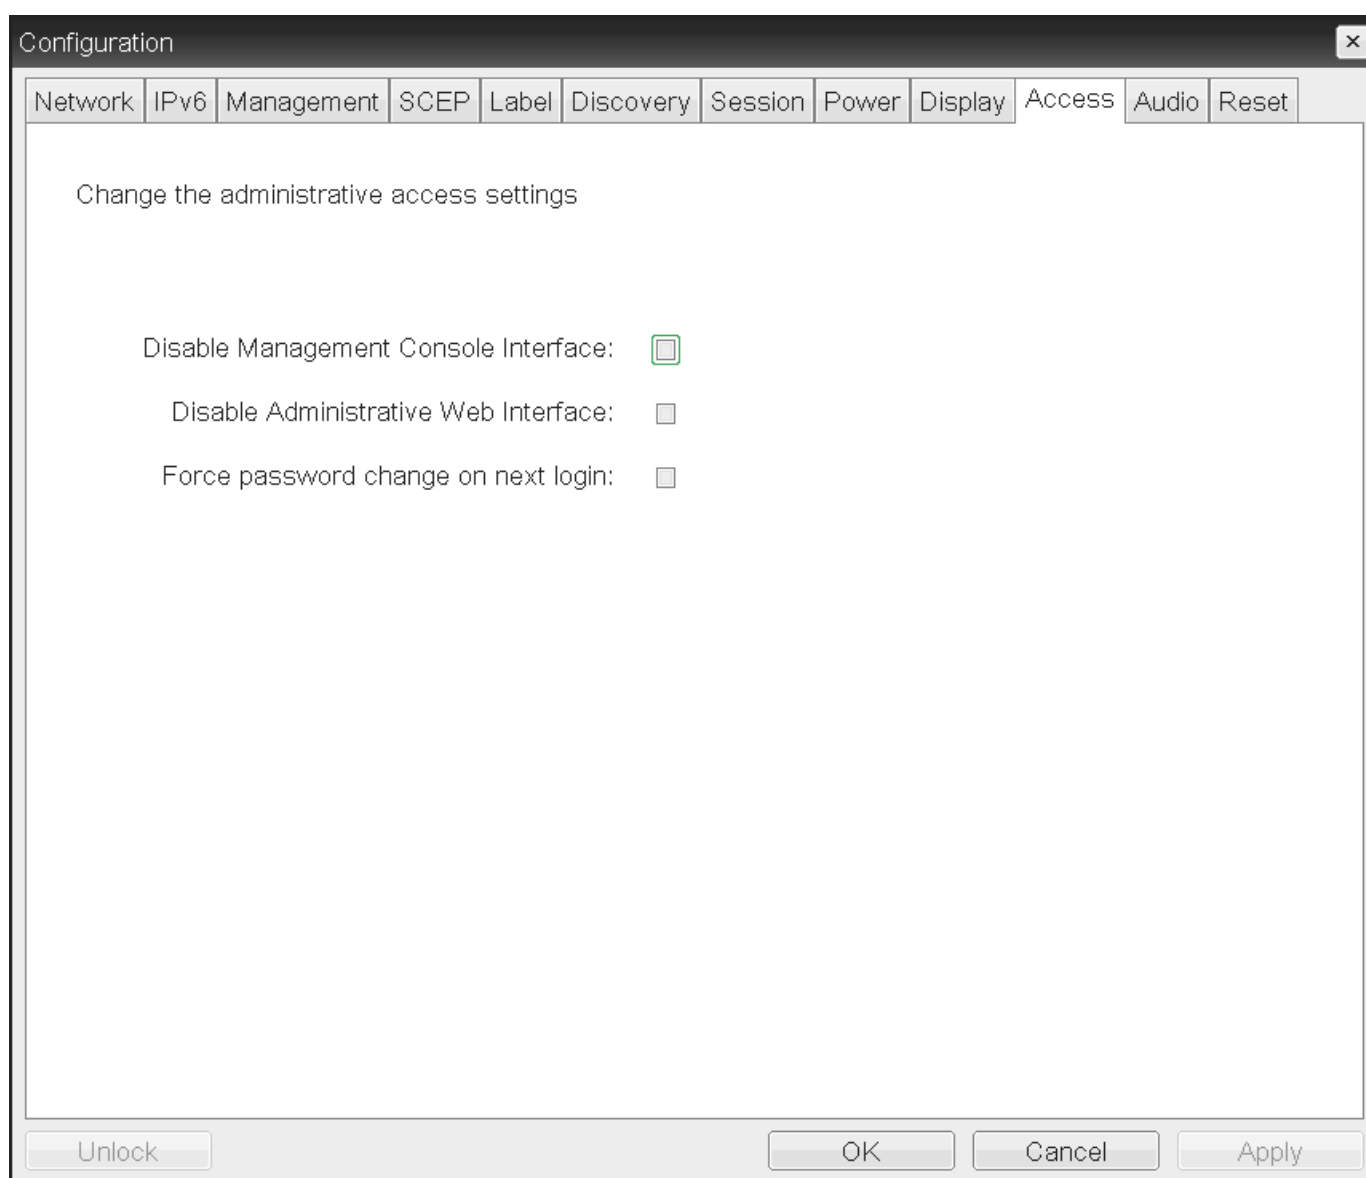 Configuration
Network IPv6 Management SCEP Label Discovery Session Power Display Access Audio Reset
Change the administrative access settings
Disable Management Console Interface:
Disable Administrative Web Interface:
Force password change on next login:
Unlock OK Cancel Apply